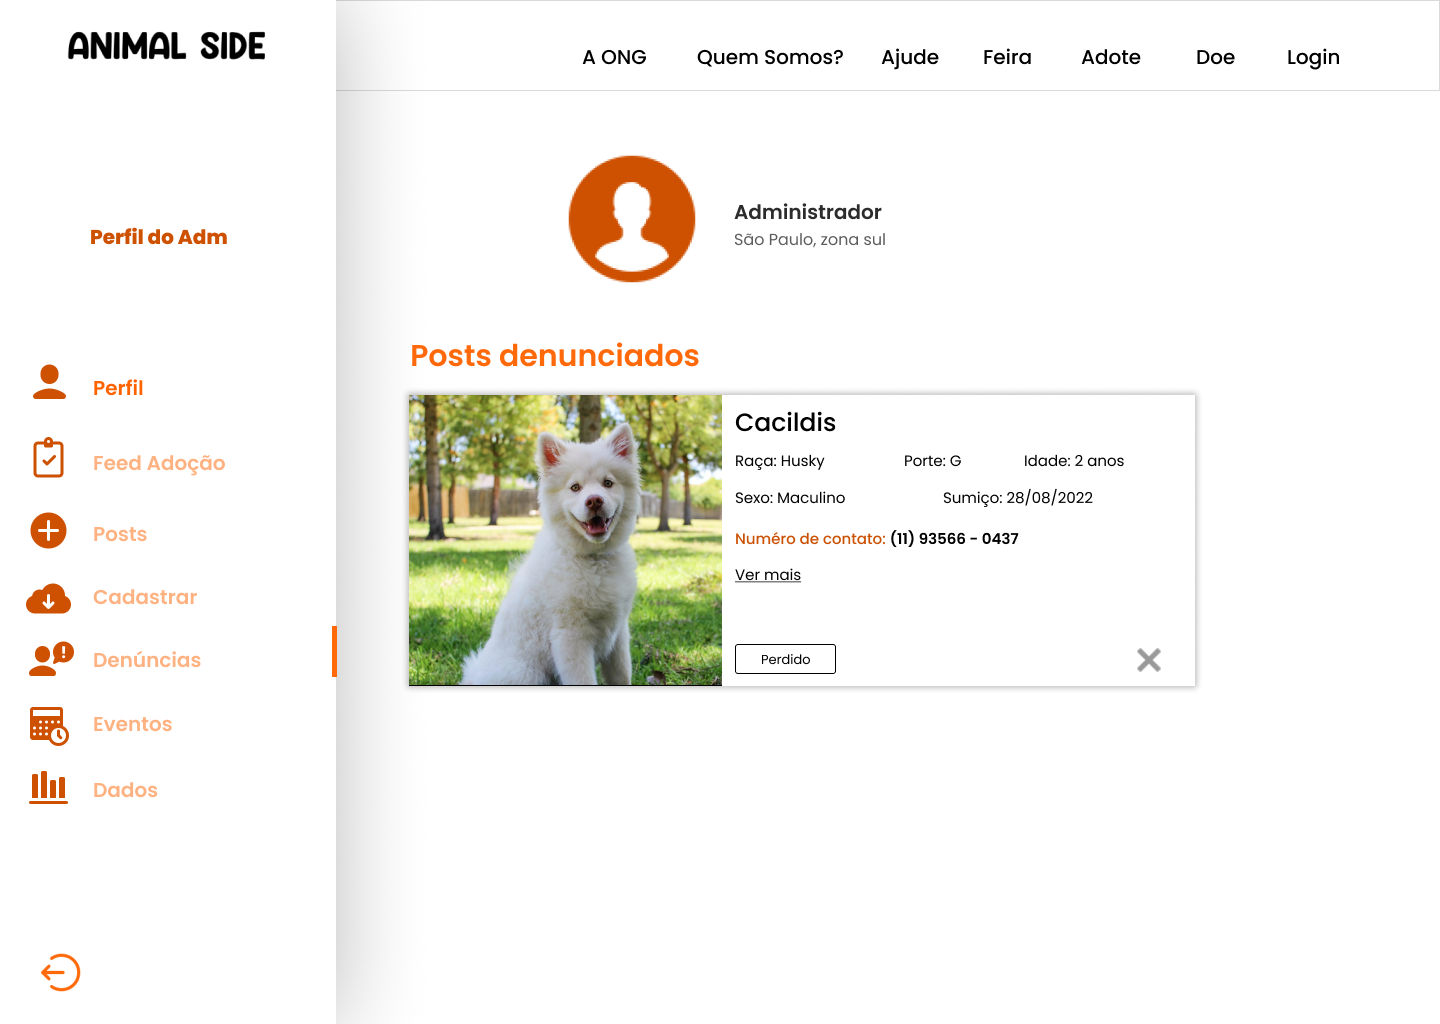 ANIMAL SIDE
A ONG Quem Somos? Ajude Feira Adote Doe Login
Perfil do Adm
Perfil
Feed Adoção
Posts
Cadastrar
Denúncias
Eventos
Dados
Administrador
São Paulo, zona sul
Posts denunciados
Cacildis
Raça: Husky Porte: G Idade: 2 anos
Sexo: Maculino Sumiço: 28/08/2022
Numéro de contato: (11) 93566 - 0437
Ver mais
Perdido